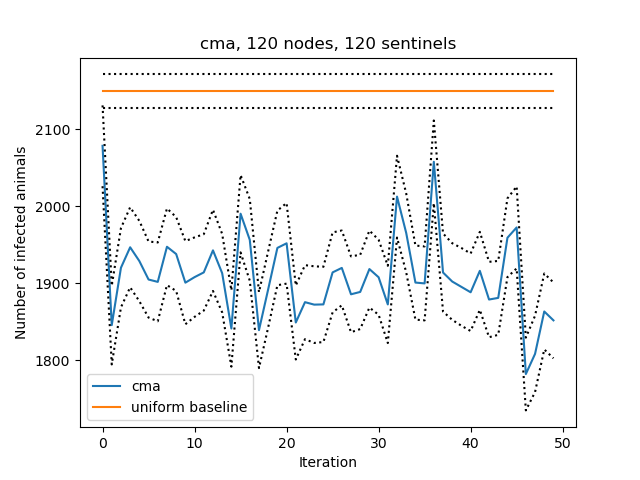 cma, 120 nodes, 120 sentinels
Number of infected animals
2100
2000
1900
1800
cma
uniform baseline
0
10
20
30
40
50
Iteration